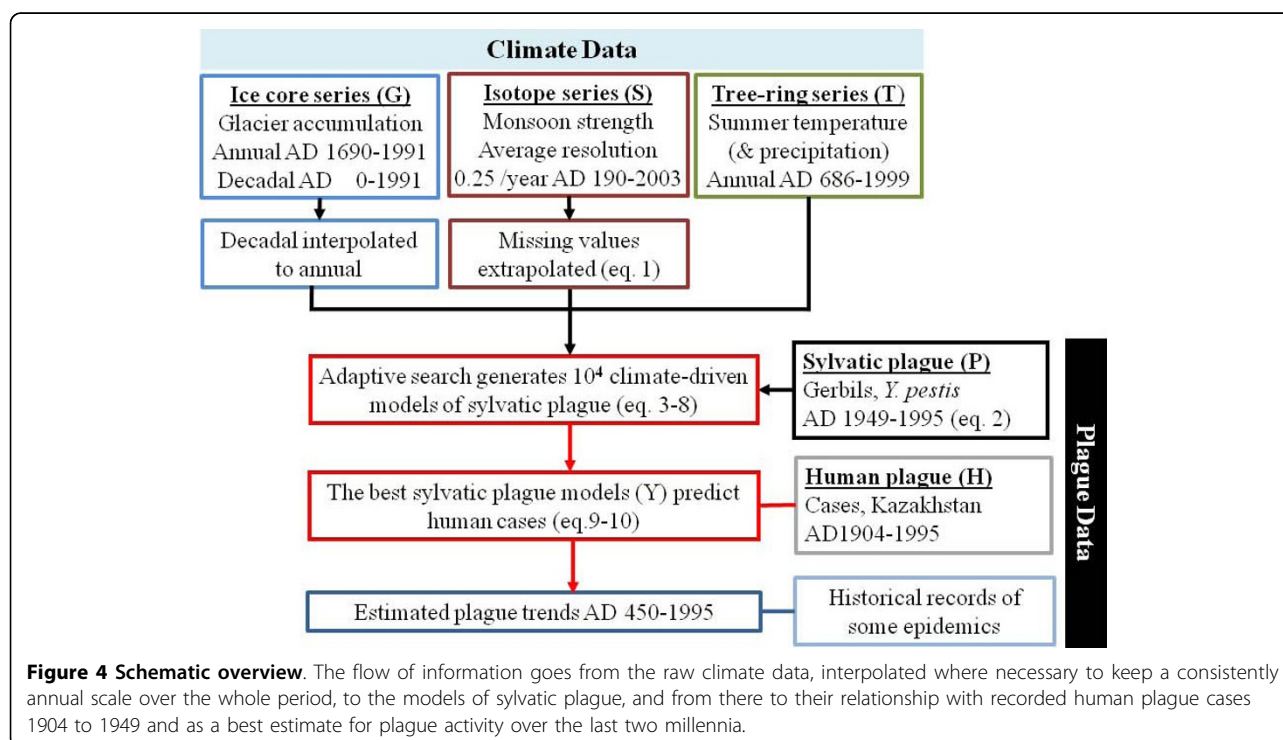 Climate Data
Ice core series (G)
Glacier accumulation
Annual AD 1690-1991
Decadal AD 0-1991
Isotope series (S)
Monsoon strength
Average resolution
0.25 /year AD 190-2003
Tree-ring series (T)
Summer temperature
(& precipitation)
Annual AD 686-1999
Decadal interpolated
to annual
Missing values
extrapolated (eq. 1)
Adaptive search generates 10⁴ climate-driven
models of sylvatic plague (eq. 3-8)
Sylvatic plague (P)
Gerbils, Y. pestis
AD 1949-1995 (eq. 2)
The best sylvatic plague models (Y) predict
human cases (eq.9-10)
Human plague (H)
Cases, Kazakhstan
AD1904-1995
Estimated plague trends AD 450-1995
Historical records of
some epidemics
Plague Data
Figure 4 Schematic overview. The flow of information goes from the raw climate data, interpolated where necessary to keep a consistently
annual scale over the whole period, to the models of sylvatic plague, and from there to their relationship with recorded human plague cases
1904 to 1949 and as a best estimate for plague activity over the last two millennia.